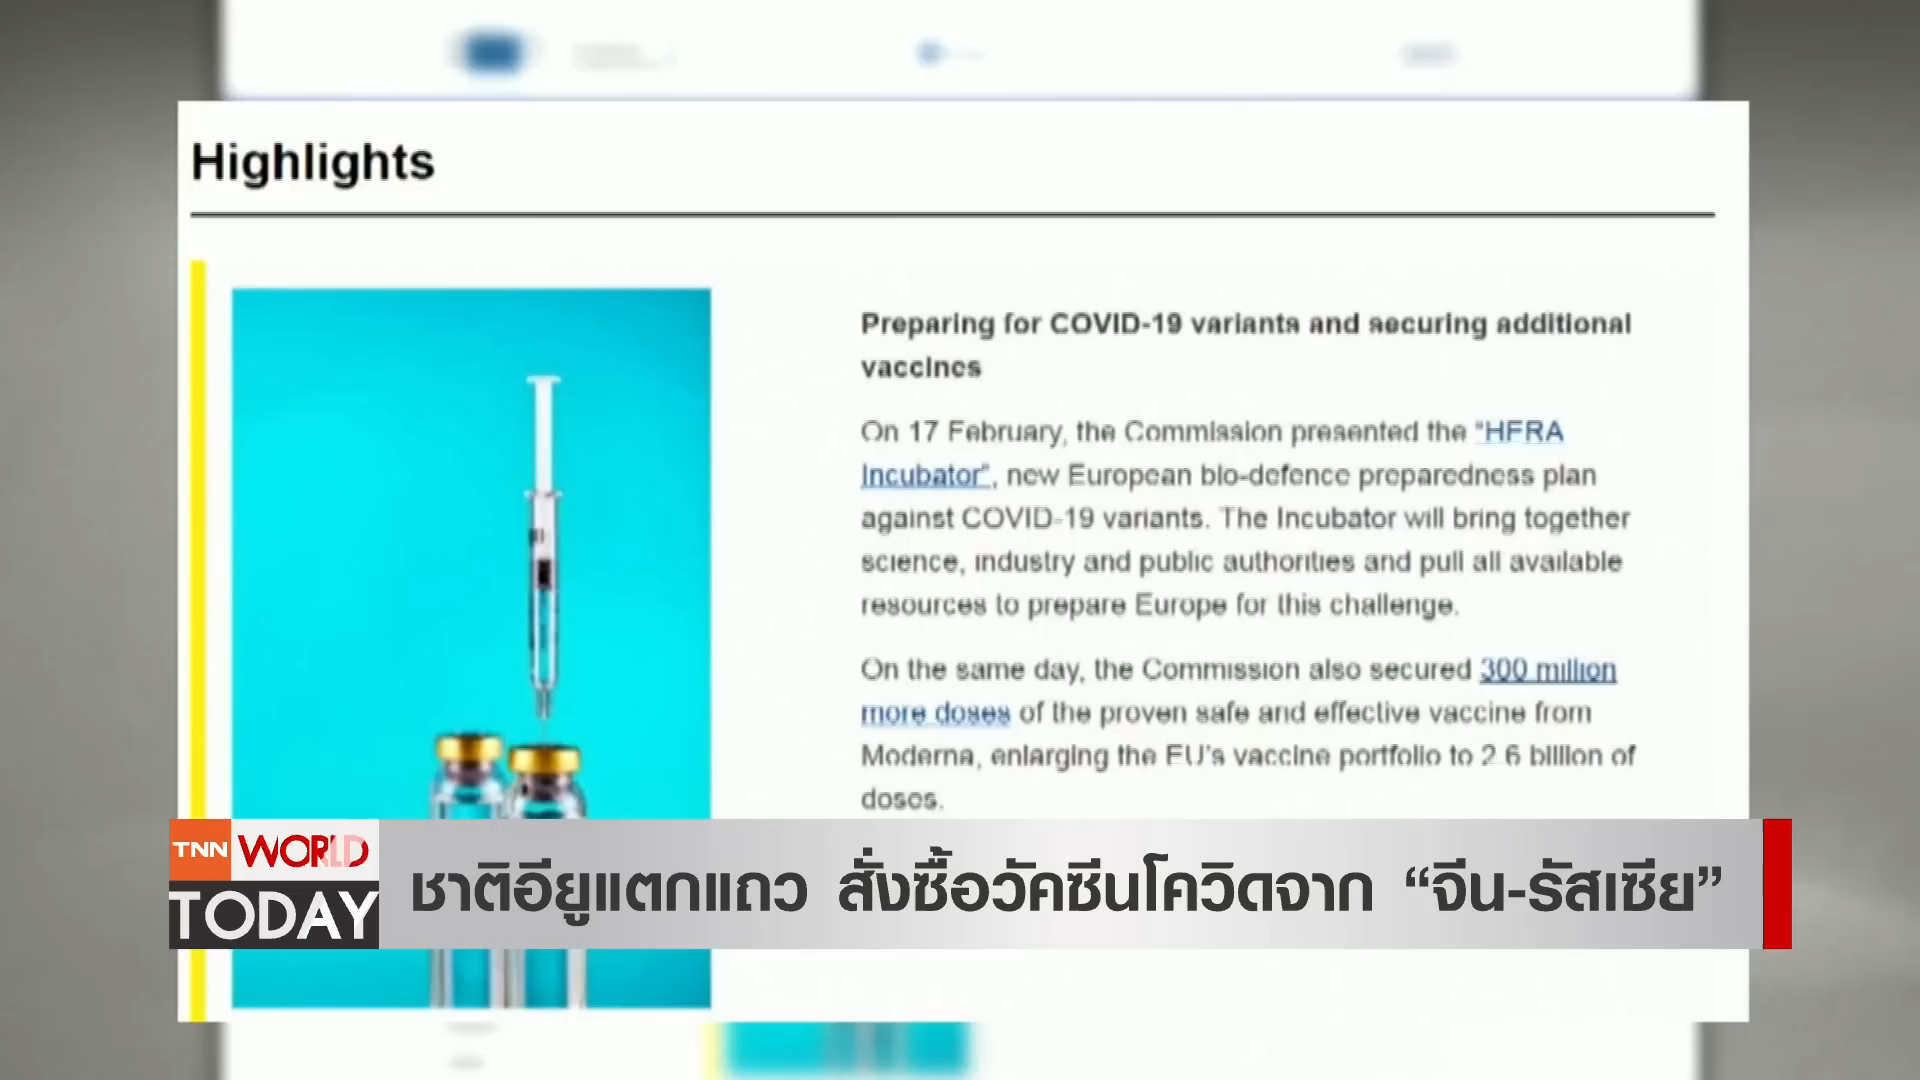 Highlights
Preparing for COVID-19 variants and securing additional
vaccines
On 17 February, the Commission presented the "HERA
Incubator", new European bio-defence preparedness plan
against COVID-19 variants. The Incubator will bring together
science, industry and public authorities and pull all available
resources to prepare Europe for this challenge.
On the same day, the Commission also secured 300 million
more doses of the proven safe and effective vaccine from
Moderna, enlarging the EU's vaccine portfolio to 2.6 billion of
doses.
TNN WORLD
TODAY
ชาติอียูแตกแถว สั่งซื้อวัคซีนโควิดจาก “จีน-รัสเซีย”